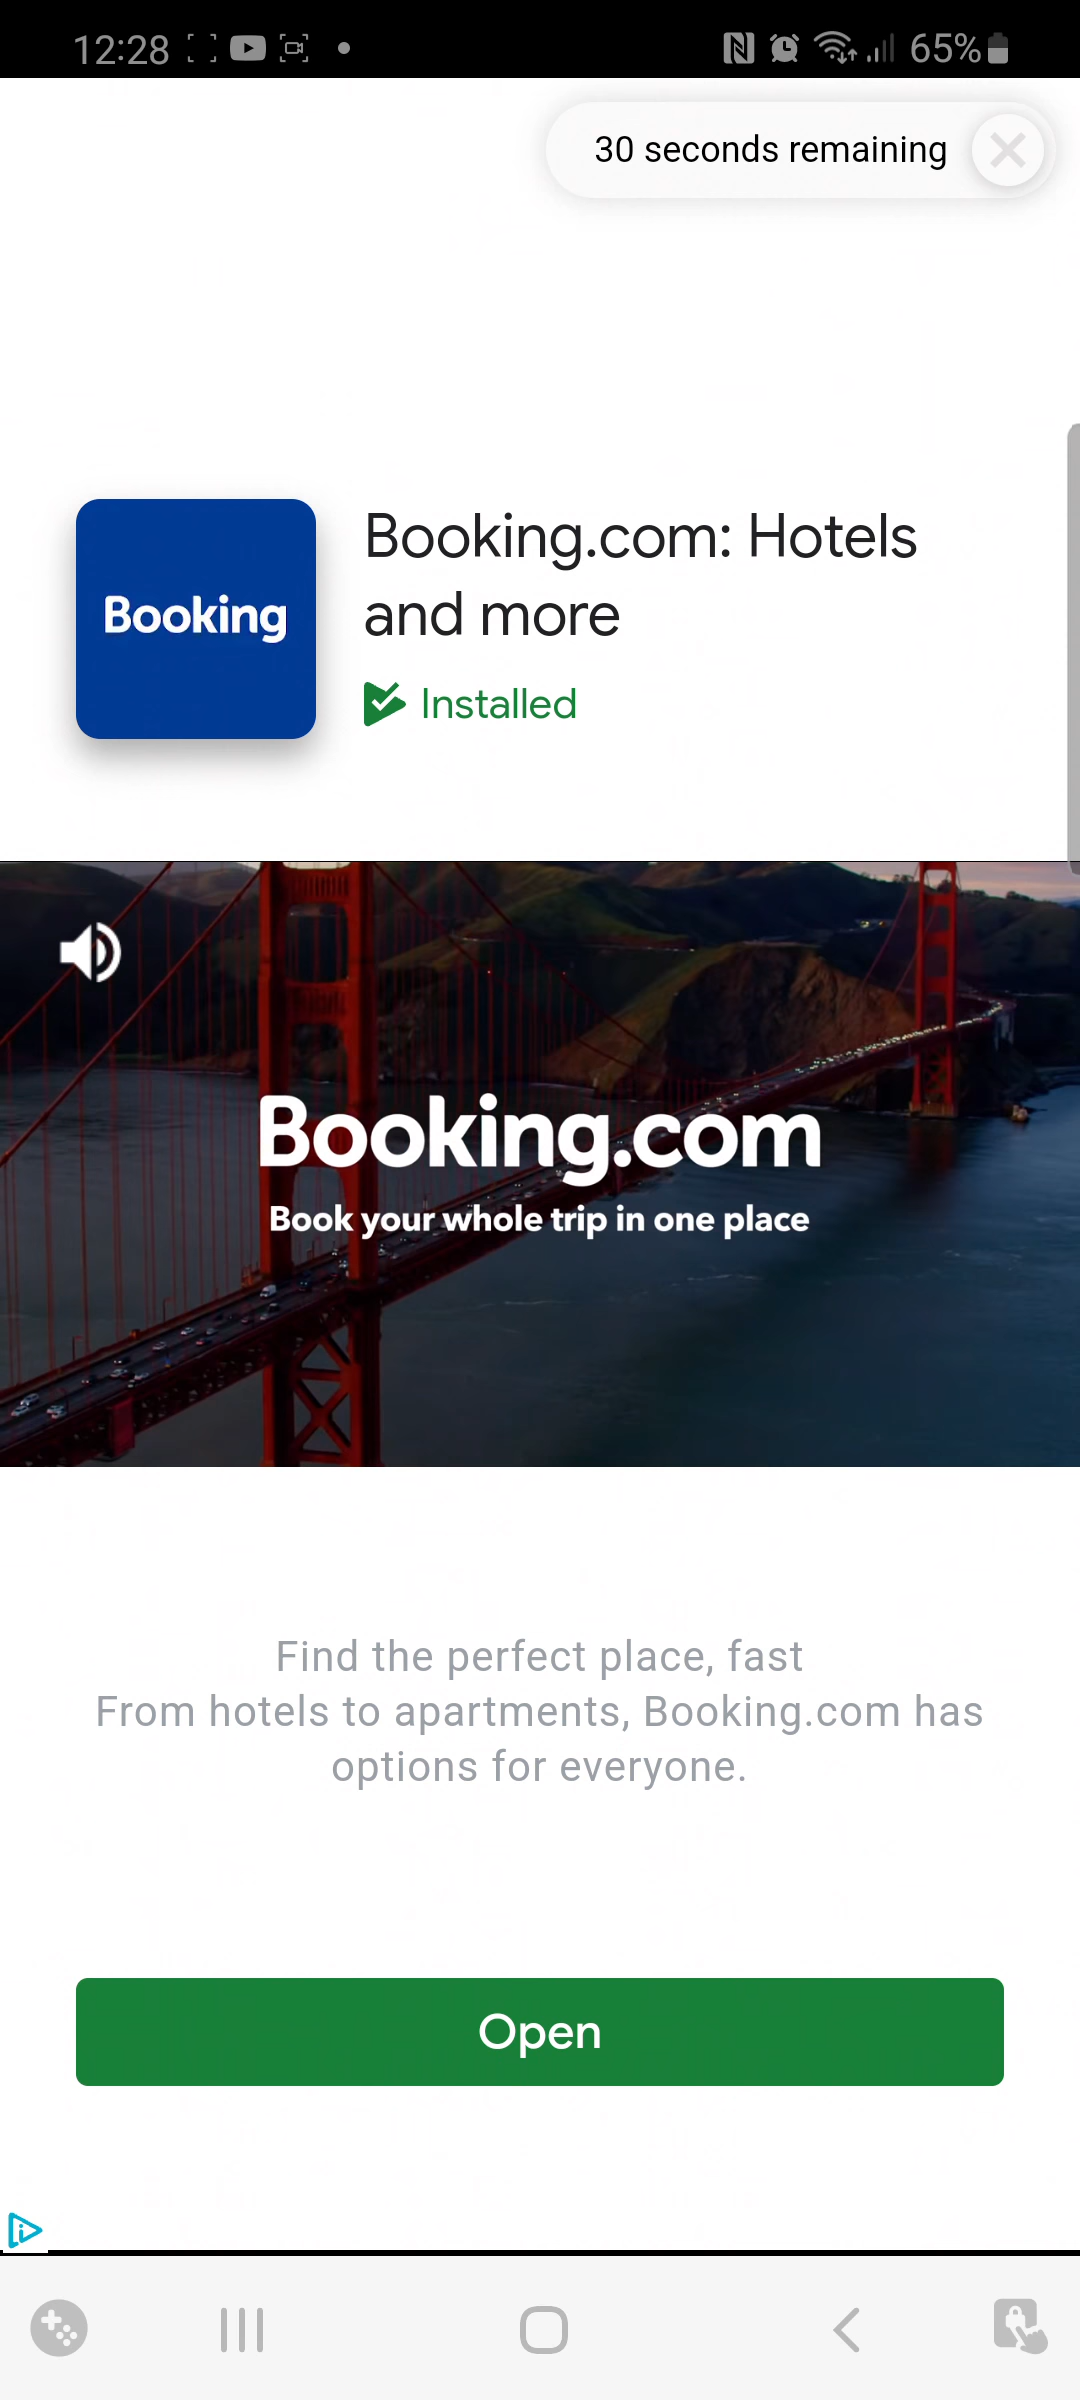 12:28
65%
30 seconds remaining
Booking
Booking.com: Hotels
and more
Installed
Booking.com
Book your whole trip in one place
Find the perfect place, fast
From hotels to apartments, Booking.com has
options for everyone.
Open